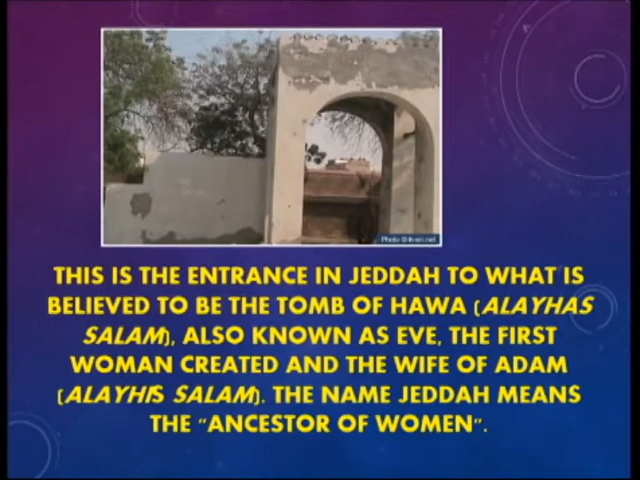 THIS IS THE ENTRANCE IN JEDDAH TO WHAT IS
BELIEVED TO BE THE TOMB OF HAWA (ALAYHAS
SALAM), ALSO KNOWN AS EVE, THE FIRST
WOMAN CREATED AND THE WIFE OF ADAM
(ALAYHIS SALAM). THE NAME JEDDAH MEANS
THE "ANCESTOR OF WOMEN".